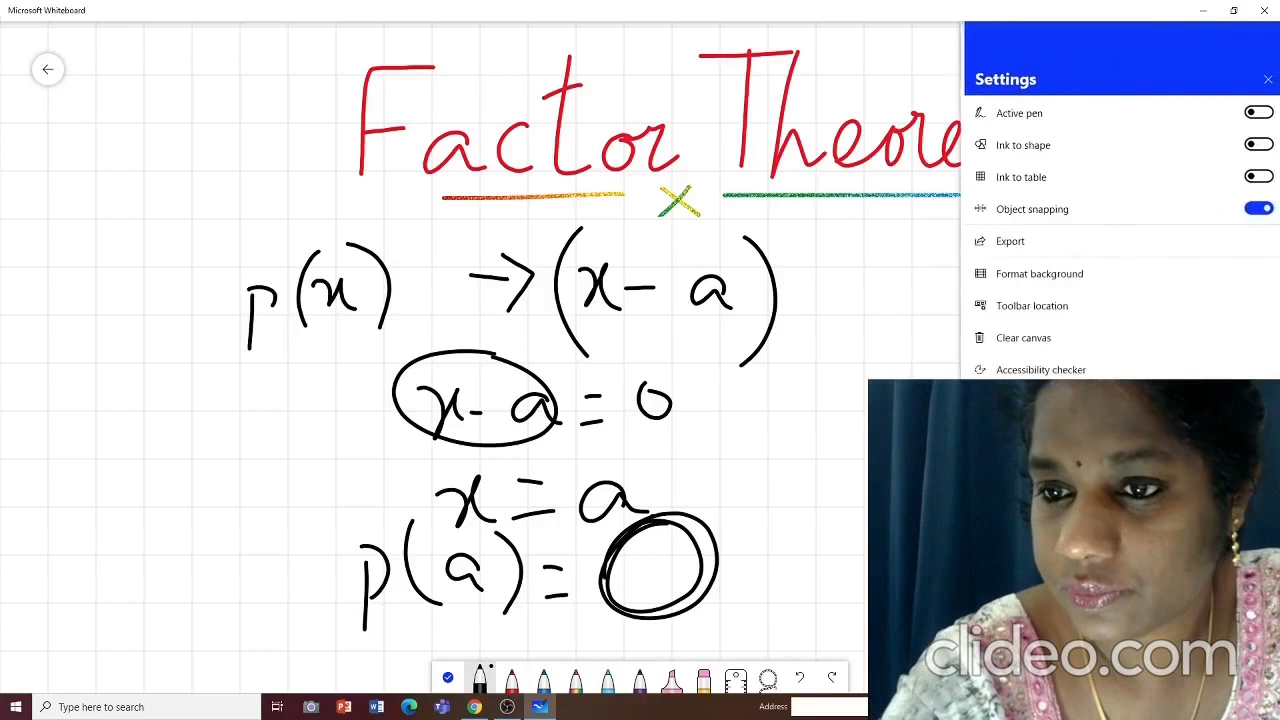 Microsoft Whiteboard
Factor Theore
Settings
Active pen
Ink to shape
Ink to table
Object snapping
Export
Format background
Toolbar location
Clear canvas
Accessibility checker
p(x) → (x - a)
x - a = 0
x = a
p(a) = 0
clideo.com
Type here to search
Address